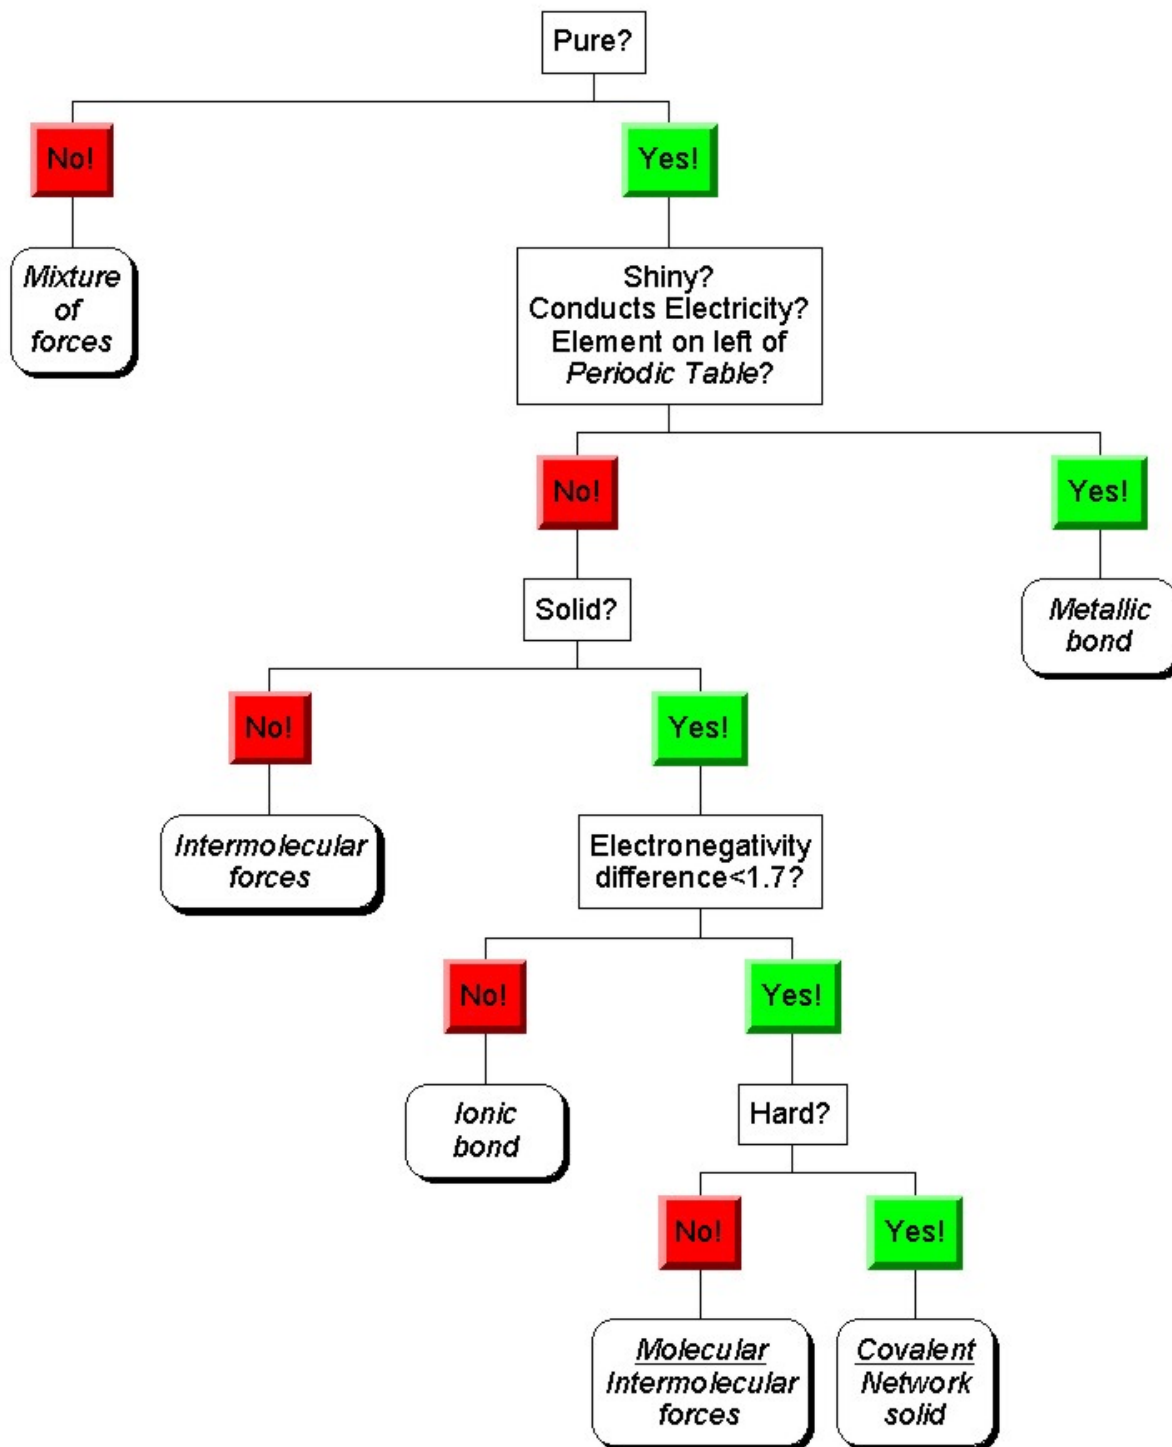 Pure?
No!
Yes!
Mixture
of
forces
Shiny?
Conducts Electricity?
Element on left of
Periodic Table?
No!
Yes!
Solid?
Metallic
bond
No!
Yes!
Intermolecular
forces
Electronegativity
difference<1.7?
No!
Yes!
Ionic
bond
Hard?
No!
Yes!
Molecular
Intermolecular
forces
Covalent
Network
solid